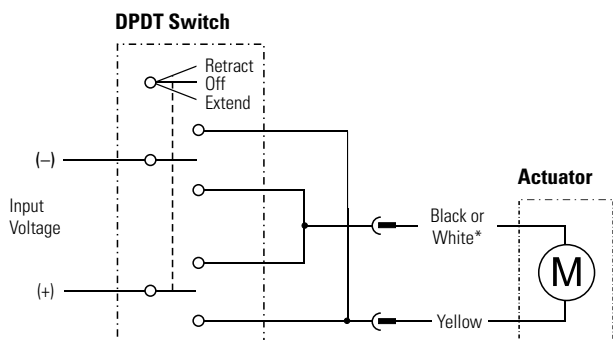 DPDT Switch
Retract
Off
Extend
(–)
Input
Voltage
(+)
Black or
White*
Yellow
Actuator
M